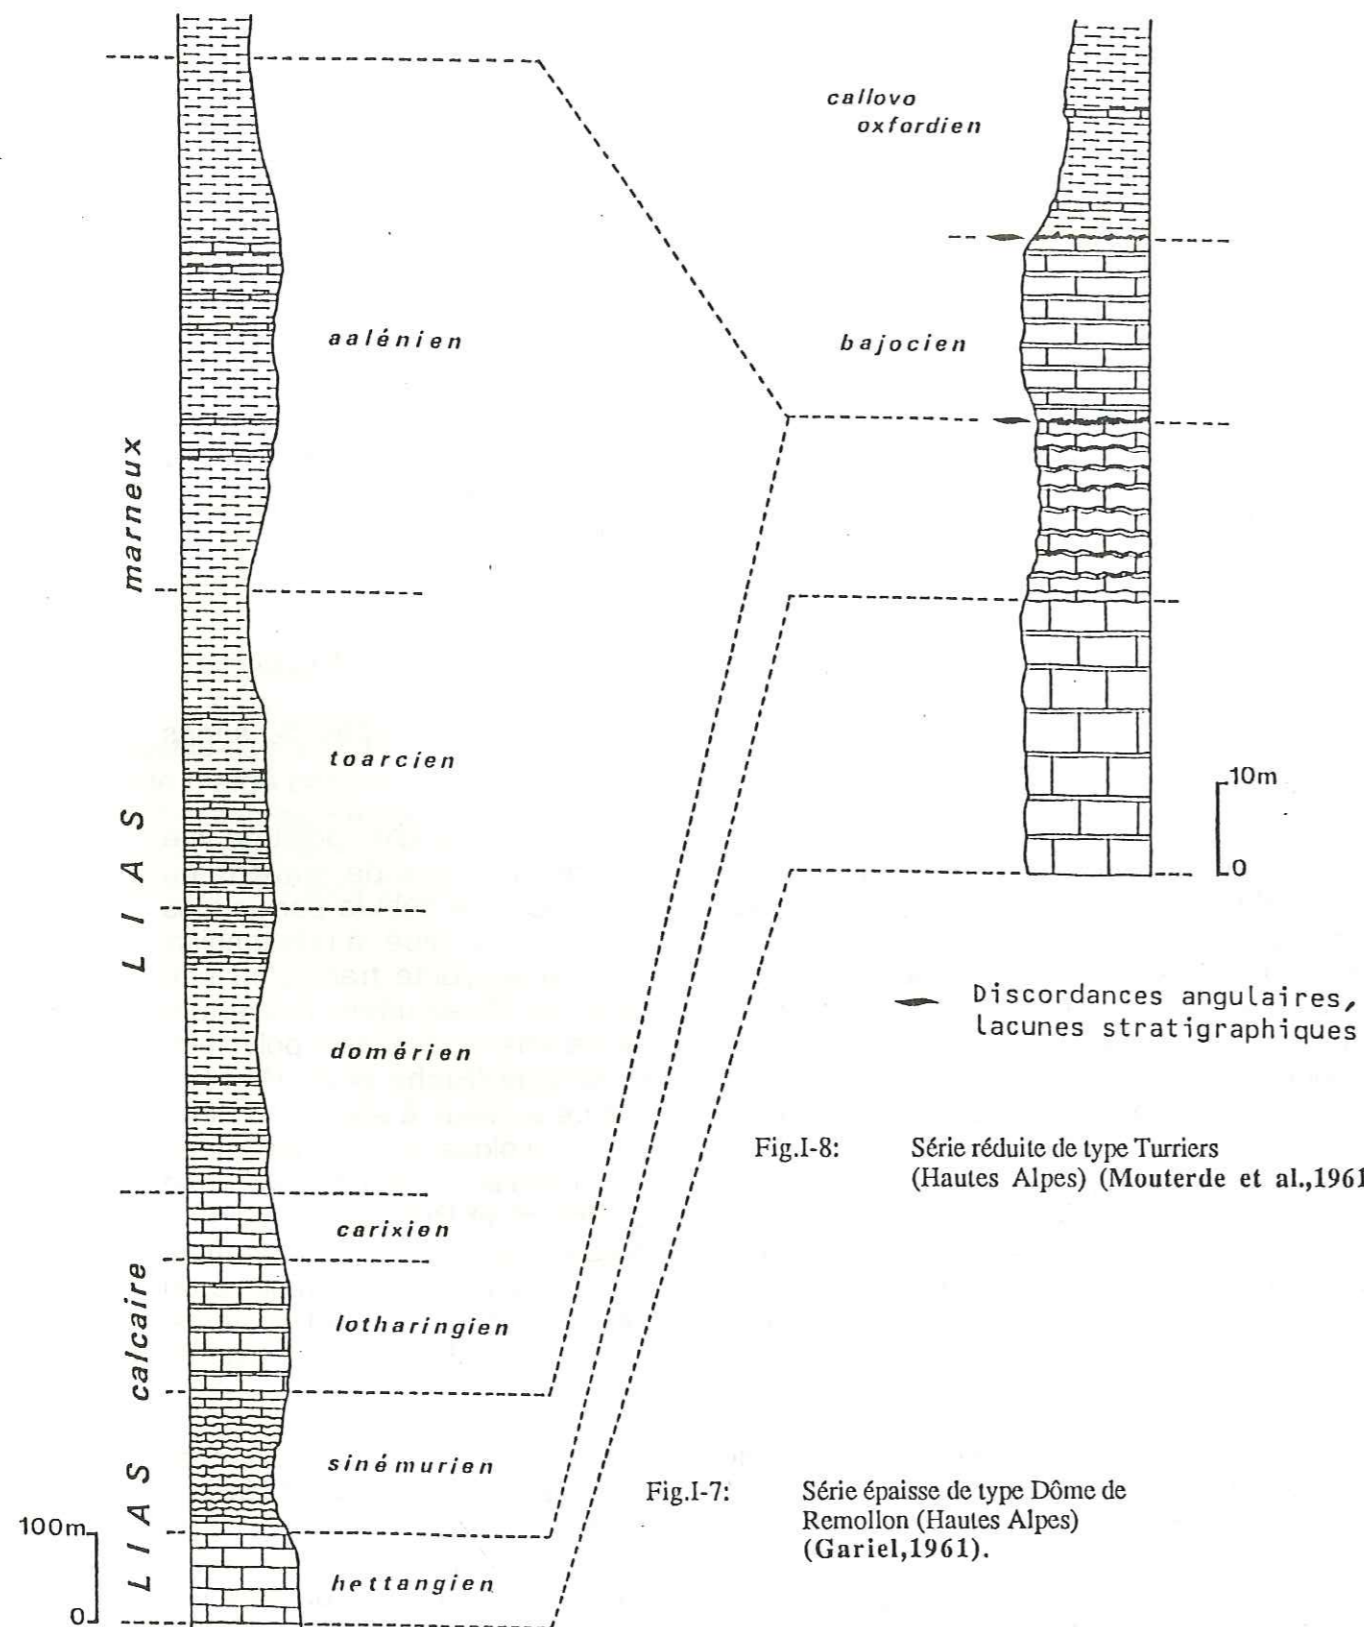 callovo
oxfordien
aalénien
bajocien
marneux
toarcien
LIAS
10m
0
domérien
Discordances angulaires,
lacunes stratigraphiques
Fig.I-8: Série réduite de type Turriers
(Hautes Alpes) (Mouterde et al.,1961
carixien
calcaire
lotharingien
LIAS
sinémurien
Fig.I-7: Série épaisse de type Dôme de
Remollon (Hautes Alpes)
(Gariel,1961).
100m
0
hettangien